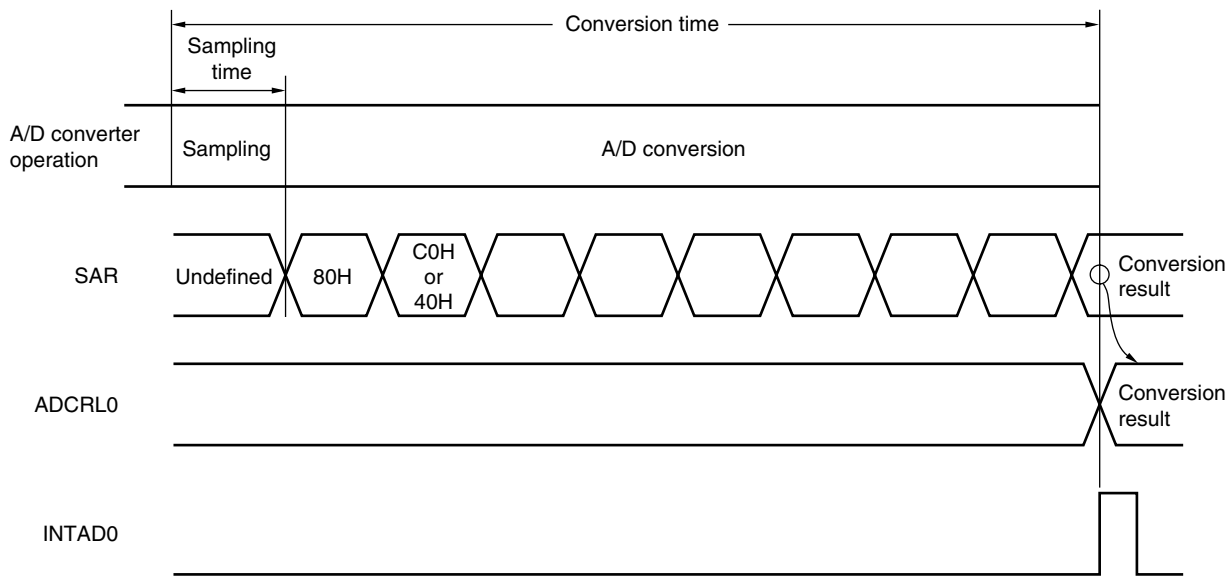 Conversion time
Sampling
time
A/D converter
operation
Sampling
A/D conversion
SAR
Undefined
80H
C0H
or
40H
Conversion
result
ADCRL0
Conversion
result
INTAD0